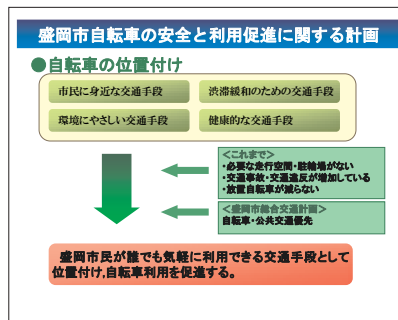 盛岡市自転車の安全と利用促進に関する計画
●自転車の位置付け
市民に身近な交通手段
渋滞緩和のための交通手段
環境にやさしい交通手段
健康的な交通手段
＜これまで＞
・必要な走行空間・駐輪場がない
・交通事故・交通違反が増加している
・放置自転車が減らない
＜盛岡市総合交通計画＞
自転車・公共交通優先
盛岡市民が誰でも気軽に利用できる交通手段として
位置付け,自転車利用を促進する。